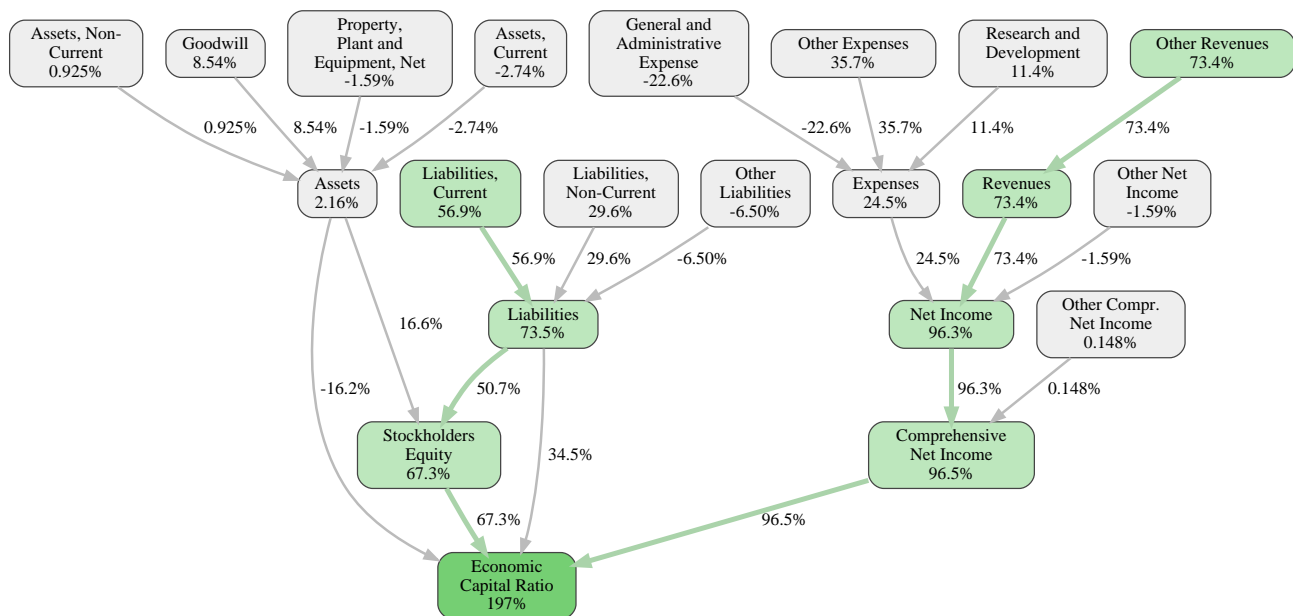 Assets, Non-
Current
0.925%
Goodwill
8.54%
Property,
Plant and
Equipment, Net
-1.59%
Assets,
Current
-2.74%
General and
Administrative
Expense
-22.6%
Other Expenses
35.7%
Research and
Development
11.4%
Other Revenues
73.4%
0.925%
8.54%
-1.59%
-2.74%
-22.6%
35.7%
11.4%
73.4%
Assets
2.16%
Liabilities,
Current
56.9%
Liabilities,
Non-Current
29.6%
Other
Liabilities
-6.50%
Expenses
24.5%
Revenues
73.4%
Other Net
Income
-1.59%
56.9%
29.6%
-6.50%
24.5%
73.4%
-1.59%
16.6%
Liabilities
73.5%
Net Income
96.3%
Other Compr.
Net Income
0.148%
-16.2%
50.7%
96.3%
0.148%
Stockholders
Equity
67.3%
34.5%
Comprehensive
Net Income
96.5%
67.3%
96.5%
Economic
Capital Ratio
197%